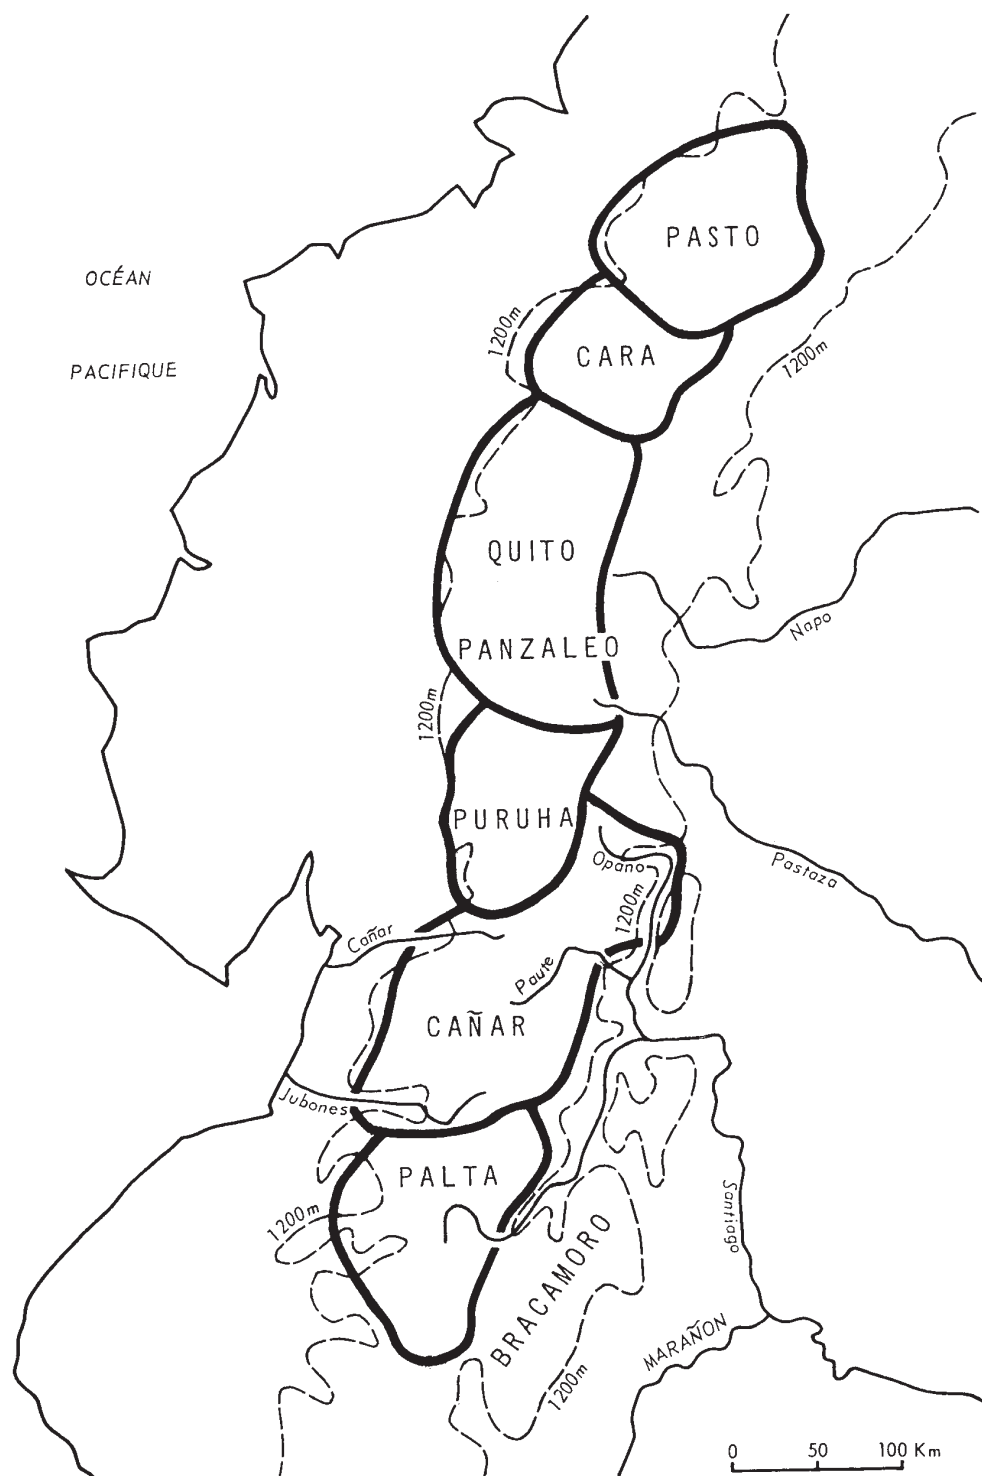 PASTO
OCÉAN
1200m
CARA
1200m
PACIFIQUE
QUITO
Napo
PANZALEO
1200m
PURUHA
Opano
Pastaza
1200m
Cañar
Paute
CAÑAR
Jubones
PALTA
1200m
Santiago
BRACAMORO
MARAÑON
1200m
0 50 100 Km